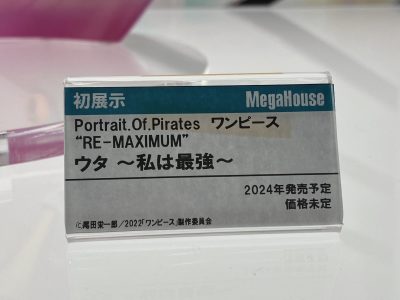 初展示 MegaHouse
Portrait.Of.Pirates ワンピース
“RE-MAXIMUM”
ウタ ～私は最強～
2024年発売予定
価格未定
©尾田栄一郎/2022「ワンピース」製作委員会